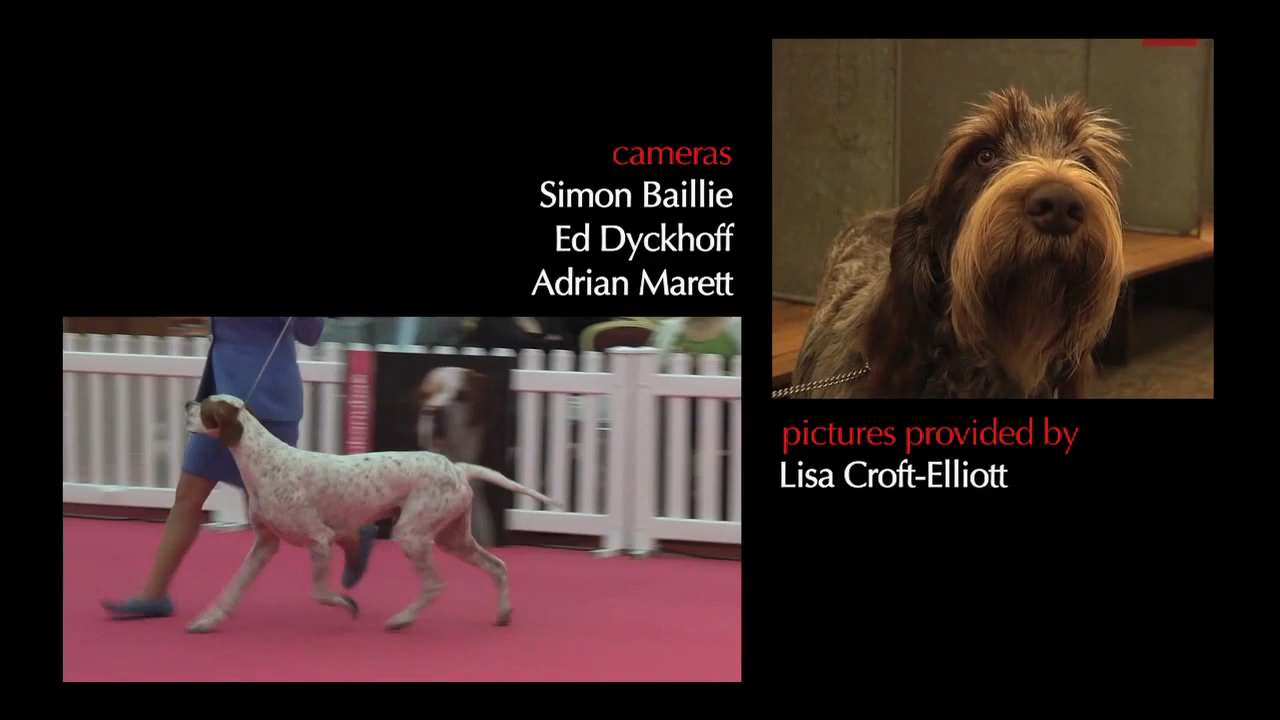 cameras
Simon Baillie
Ed Dyckhoff
Adrian Marett
pictures provided by
Lisa Croft-Elliott